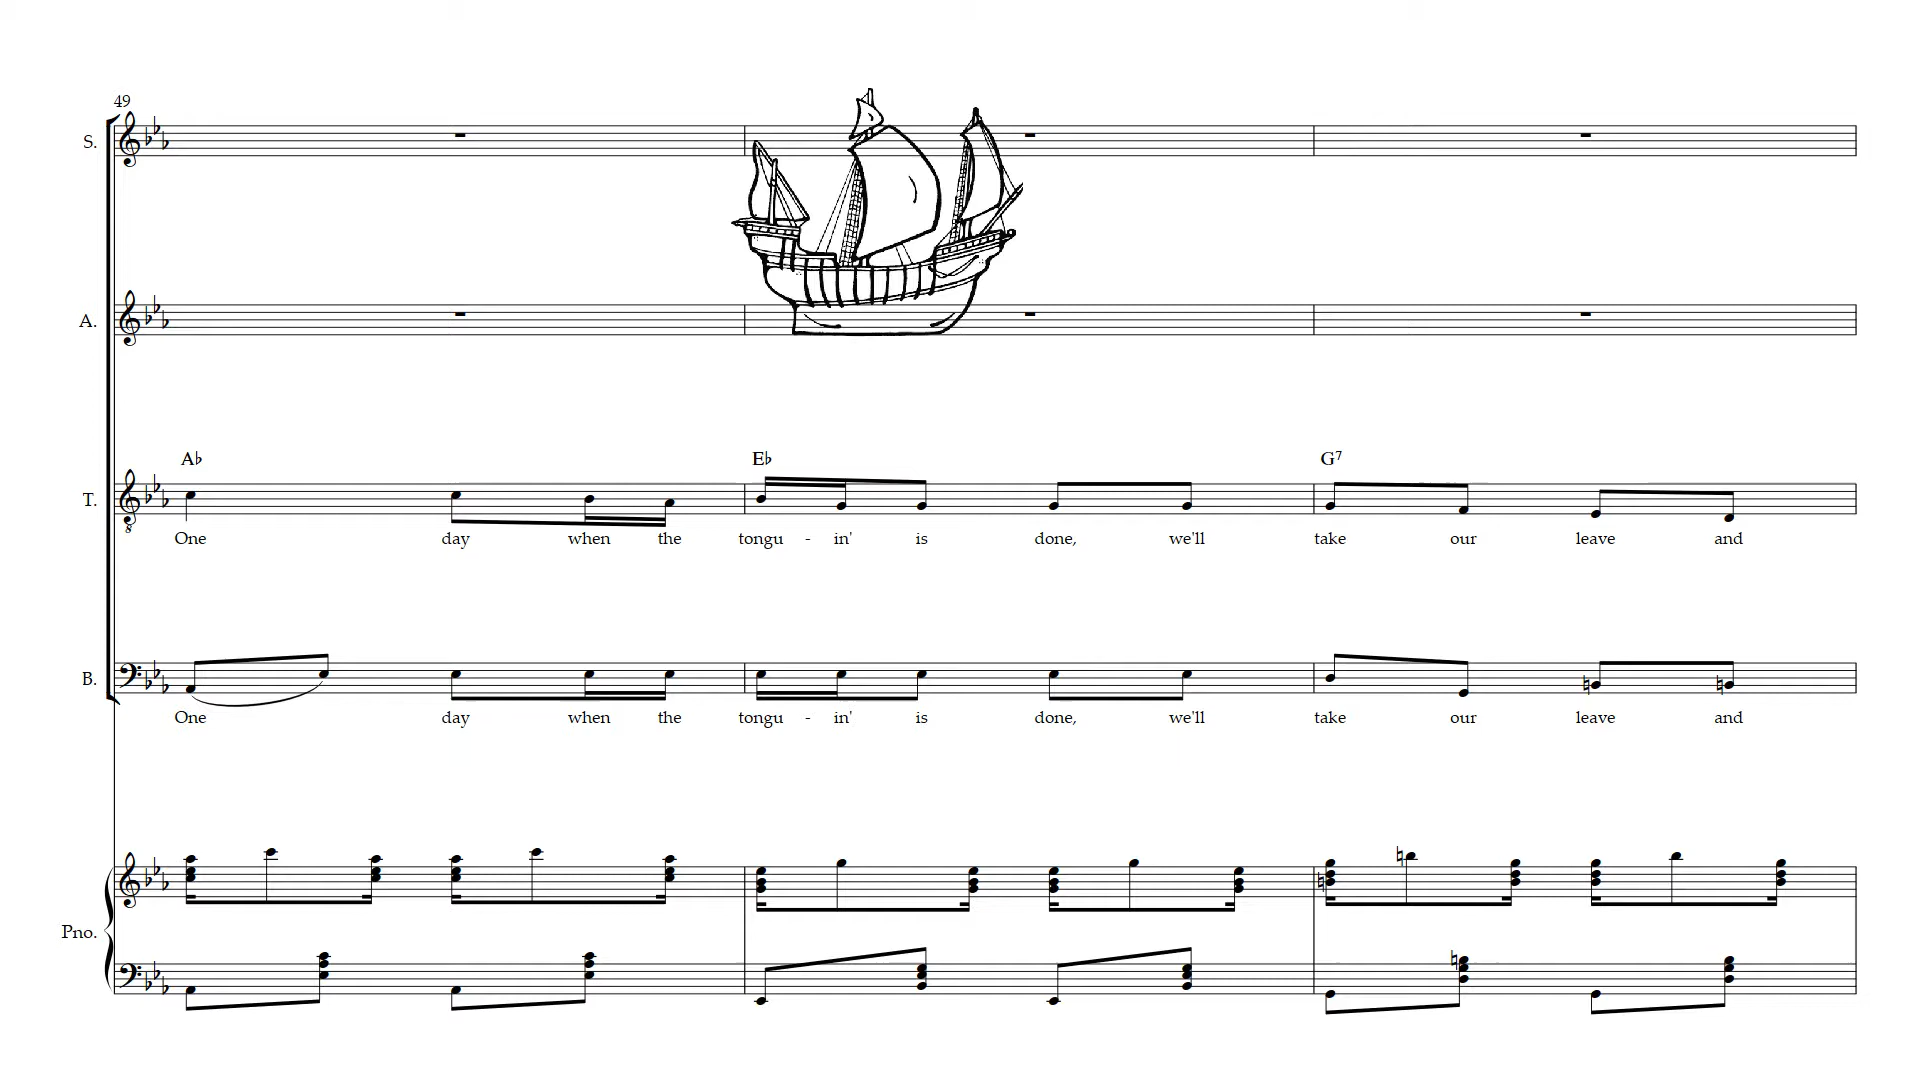 49
S.
A.
A♭ E♭ G7
T.
One day when the tongu - in' is done, we'll take our leave and
B.
One day when the tongu - in' is done, we'll take our leave and
Pno.